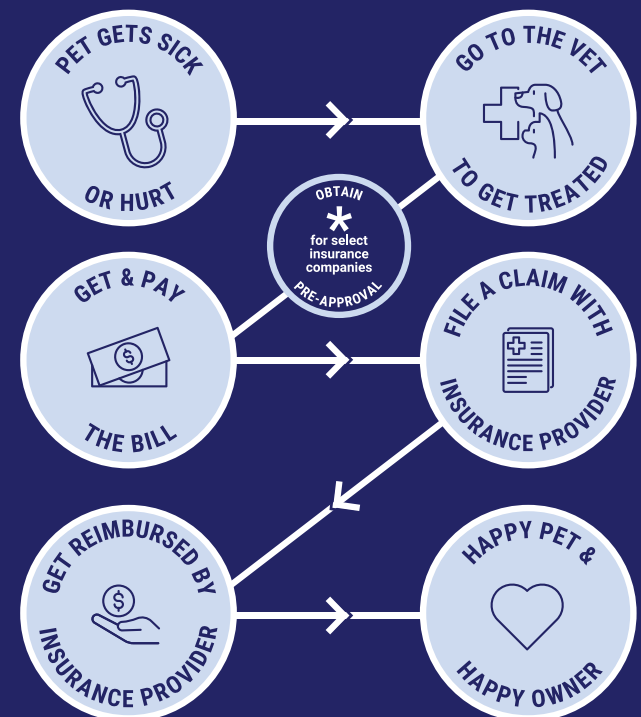 PET GETS SICK
OR HURT
GO TO THE VET
TO GET TREATED
OBTAIN
*
for select
insurance
companies
PRE-APPROVAL
GET & PAY
$
THE BILL
FILE A CLAIM WITH
INSURANCE PROVIDER
GET REIMBURSED BY
$
INSURANCE PROVIDER
HAPPY PET &
HAPPY OWNER